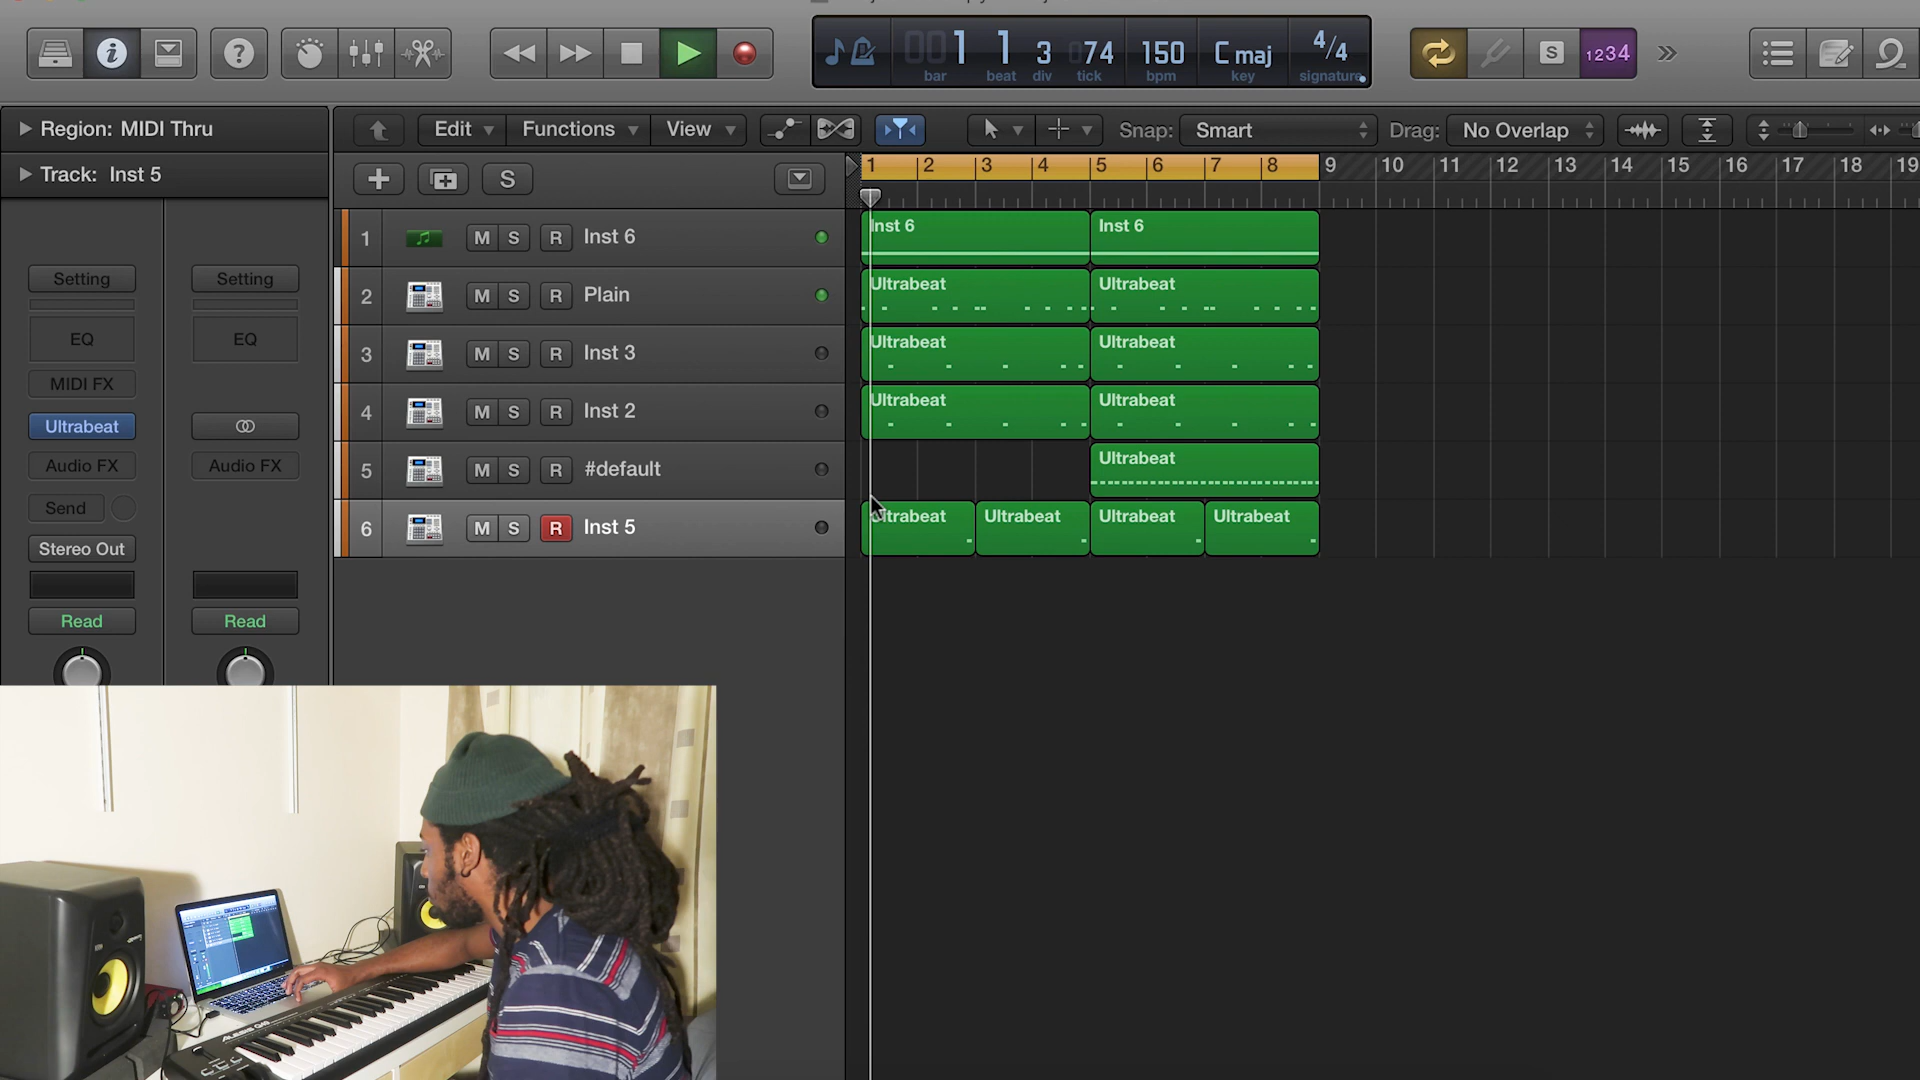 1 1 3 74 150 C maj 4/4
bar beat div tick bpm key signature
S 1234
Region: MIDI Thru
Edit Functions View Snap: Smart Drag: No Overlap
Track: Inst 5
S
1 2 3 4 5 6 7 8 9 10 11 12 13 14 15 16 17 18 19
1 M S R Inst 6
Inst 6 Inst 6
2 M S R Plain
Ultrabeat Ultrabeat
3 M S R Inst 3
Ultrabeat Ultrabeat
4 M S R Inst 2
Ultrabeat Ultrabeat
5 M S R #default
Ultrabeat
6 M S R Inst 5
Ultrabeat Ultrabeat Ultrabeat Ultrabeat
Setting Setting
EQ EQ
MIDI FX
Ultrabeat
Audio FX Audio FX
Send
Stereo Out
Read Read